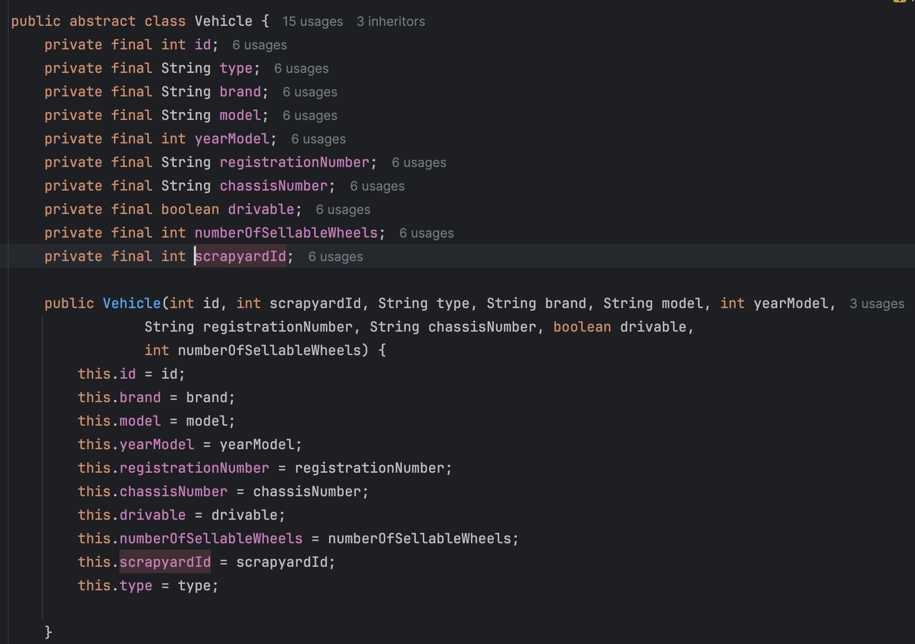 public abstract class Vehicle {  15 usages  3 inheritors
    private final int id;  6 usages
    private final String type;  6 usages
    private final String brand;  6 usages
    private final String model;  6 usages
    private final int yearModel;  6 usages
    private final String registrationNumber;  6 usages
    private final String chassisNumber;  6 usages
    private final boolean drivable;  6 usages
    private final int numberOfSellableWheels;  6 usages
    private final int scrapyardId;  6 usages
    public Vehicle(int id, int scrapyardId, String type, String brand, String model, int yearModel,  3 usages
                String registrationNumber, String chassisNumber, boolean drivable,
                int numberOfSellableWheels) {
        this.id = id;
        this.brand = brand;
        this.model = model;
        this.yearModel = yearModel;
        this.registrationNumber = registrationNumber;
        this.chassisNumber = chassisNumber;
        this.drivable = drivable;
        this.numberOfSellableWheels = numberOfSellableWheels;
        this.scrapyardId = scrapyardId;
        this.type = type;
    }